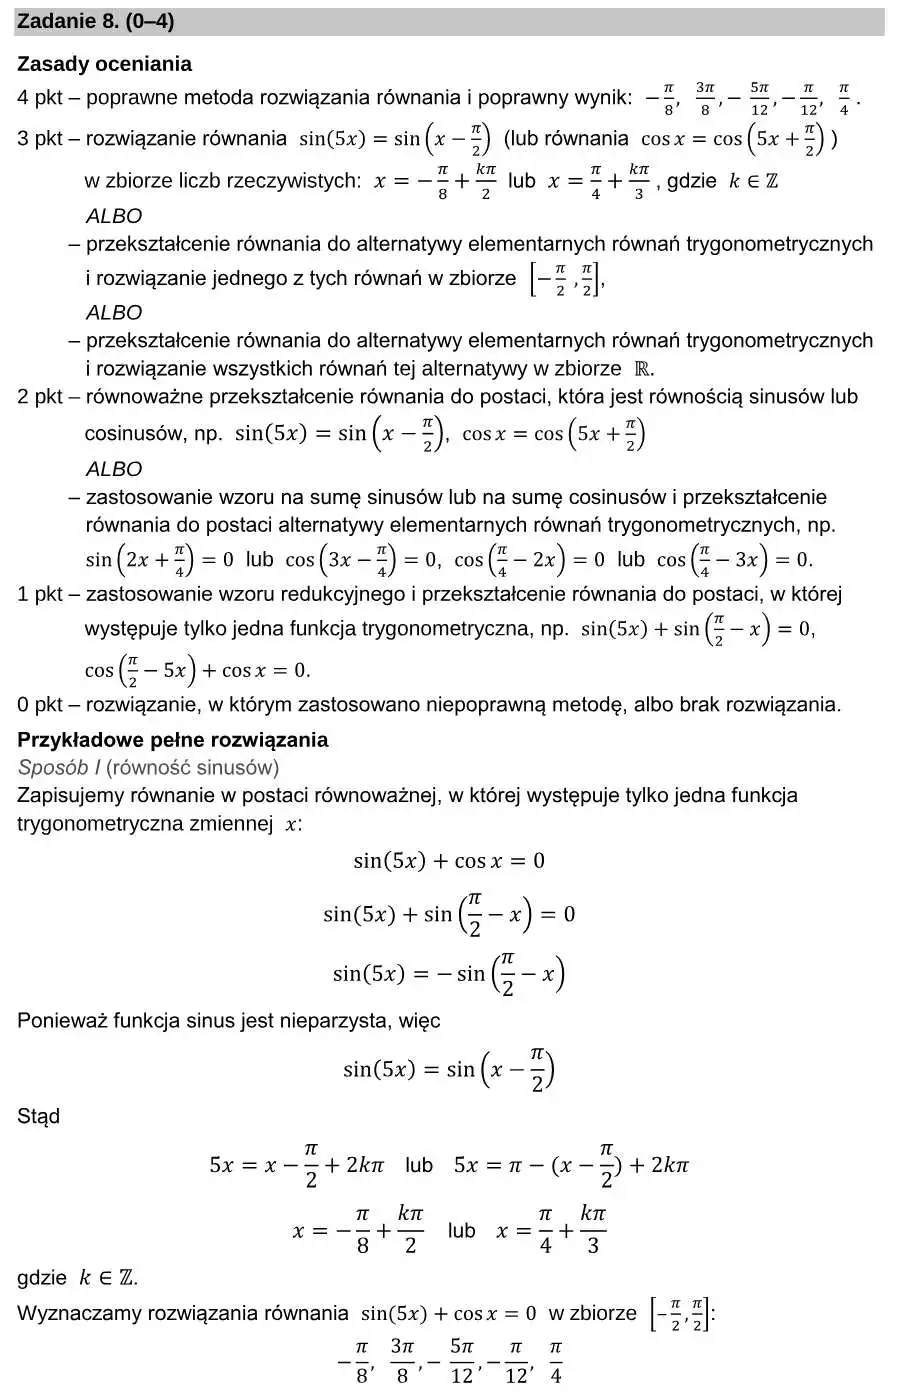 Zadanie 8. (0–4)
Zasady oceniania
4 pkt – poprawne metoda rozwiązania równania i poprawny wynik: −π/8, 3π/8, −5π/12, −π/12, π/4.
3 pkt – rozwiązanie równania sin(5x) = sin(x − π/2) (lub równania cos x = cos(5x + π/2))
w zbiorze liczb rzeczywistych: x = −π/8 + kπ/2 lub x = π/4 + kπ/3, gdzie k ∈ ℤ
ALBO
– przekształcenie równania do alternatywy elementarnych równań trygonometrycznych
i rozwiązanie jednego z tych równań w zbiorze [−π/2, π/2],
ALBO
– przekształcenie równania do alternatywy elementarnych równań trygonometrycznych
i rozwiązanie wszystkich równań tej alternatywy w zbiorze ℝ.
2 pkt – równoważne przekształcenie równania do postaci, która jest równością sinusów lub
cosinusów, np. sin(5x) = sin(x − π/2), cos x = cos(5x + π/2)
ALBO
– zastosowanie wzoru na sumę sinusów lub na sumę cosinusów i przekształcenie
równania do postaci alternatywy elementarnych równań trygonometrycznych, np.
sin(2x + π/4) = 0 lub cos(3x − π/4) = 0, cos(π/4 − 2x) = 0 lub cos(π/4 − 3x) = 0.
1 pkt – zastosowanie wzoru redukcyjnego i przekształcenie równania do postaci, w której
występuje tylko jedna funkcja trygonometryczna, np. sin(5x) + sin(π/2 − x) = 0,
cos(π/2 − 5x) + cos x = 0.
0 pkt – rozwiązanie, w którym zastosowano niepoprawną metodę, albo brak rozwiązania.
Przykładowe pełne rozwiązania
Sposób I (równość sinusów)
Zapisujemy równanie w postaci równoważnej, w której występuje tylko jedna funkcja
trygonometryczna zmiennej x:
sin(5x) + cos x = 0
sin(5x) + sin(π/2 − x) = 0
sin(5x) = − sin(π/2 − x)
Ponieważ funkcja sinus jest nieparzysta, więc
sin(5x) = sin(x − π/2)
Stąd
5x = x − π/2 + 2kπ lub 5x = π − (x − π/2) + 2kπ
x = −π/8 + kπ/2 lub x = π/4 + kπ/3
gdzie k ∈ ℤ.
Wyznaczamy rozwiązania równania sin(5x) + cos x = 0 w zbiorze [−π/2, π/2]:
−π/8, 3π/8, −5π/12, −π/12, π/4